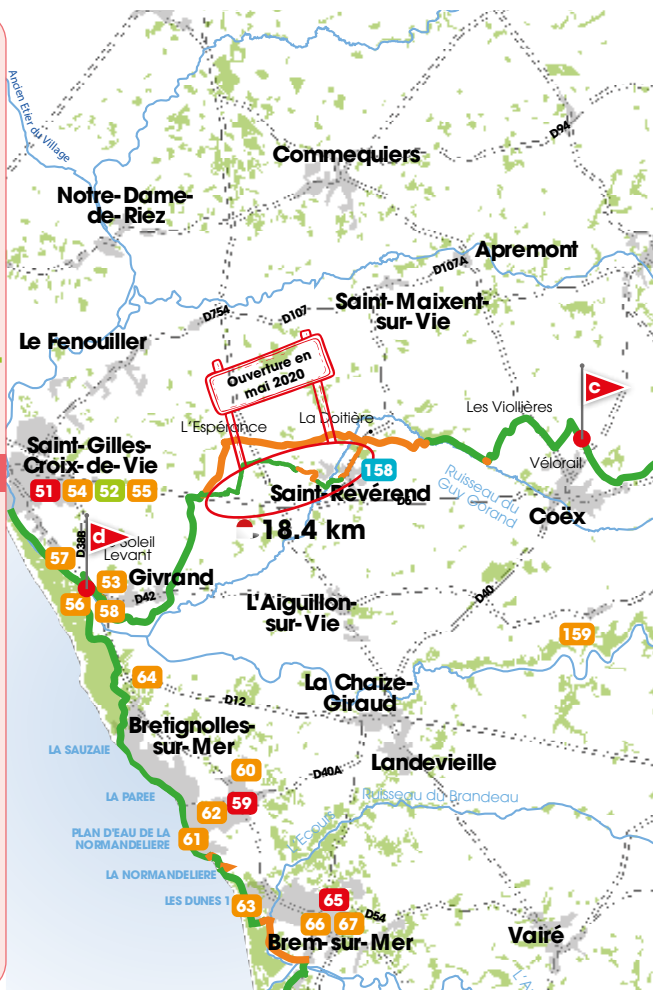 Ancien Etier du Village
D94
Commequiers
Notre-Dame-
de-Riez
Apremont
D107A
Saint-Maixent-
sur-Vie
D754
D107
Le Fenouiller
Ouverture en
mai 2020
c
Les Viollières
L'Espérance
La Doitière
Saint-Gilles-
Croix-de-Vie
51
54
52
55
158
Vélorail
Saint-Révérend
D6
Ruisseau du
Guy Gorand
Coëx
18.4 km
d
D38B
Soleil
Levant
57
53
Givrand
56
58
D42
L'Aiguillon-
sur-Vie
D40
159
64
La Chaize-
Giraud
D12
Bretignolles-
sur-Mer
LA SAUZAIE
60
D40A
Landevieille
LA PAREE
59
62
Ruisseau du Brandeau
L'Ecours
PLAN D'EAU DE LA
NORMANDELIERE
61
LA NORMANDELIERE
LES DUNES 1
63
65
66
67
D54
Brem-sur-Mer
Vairé